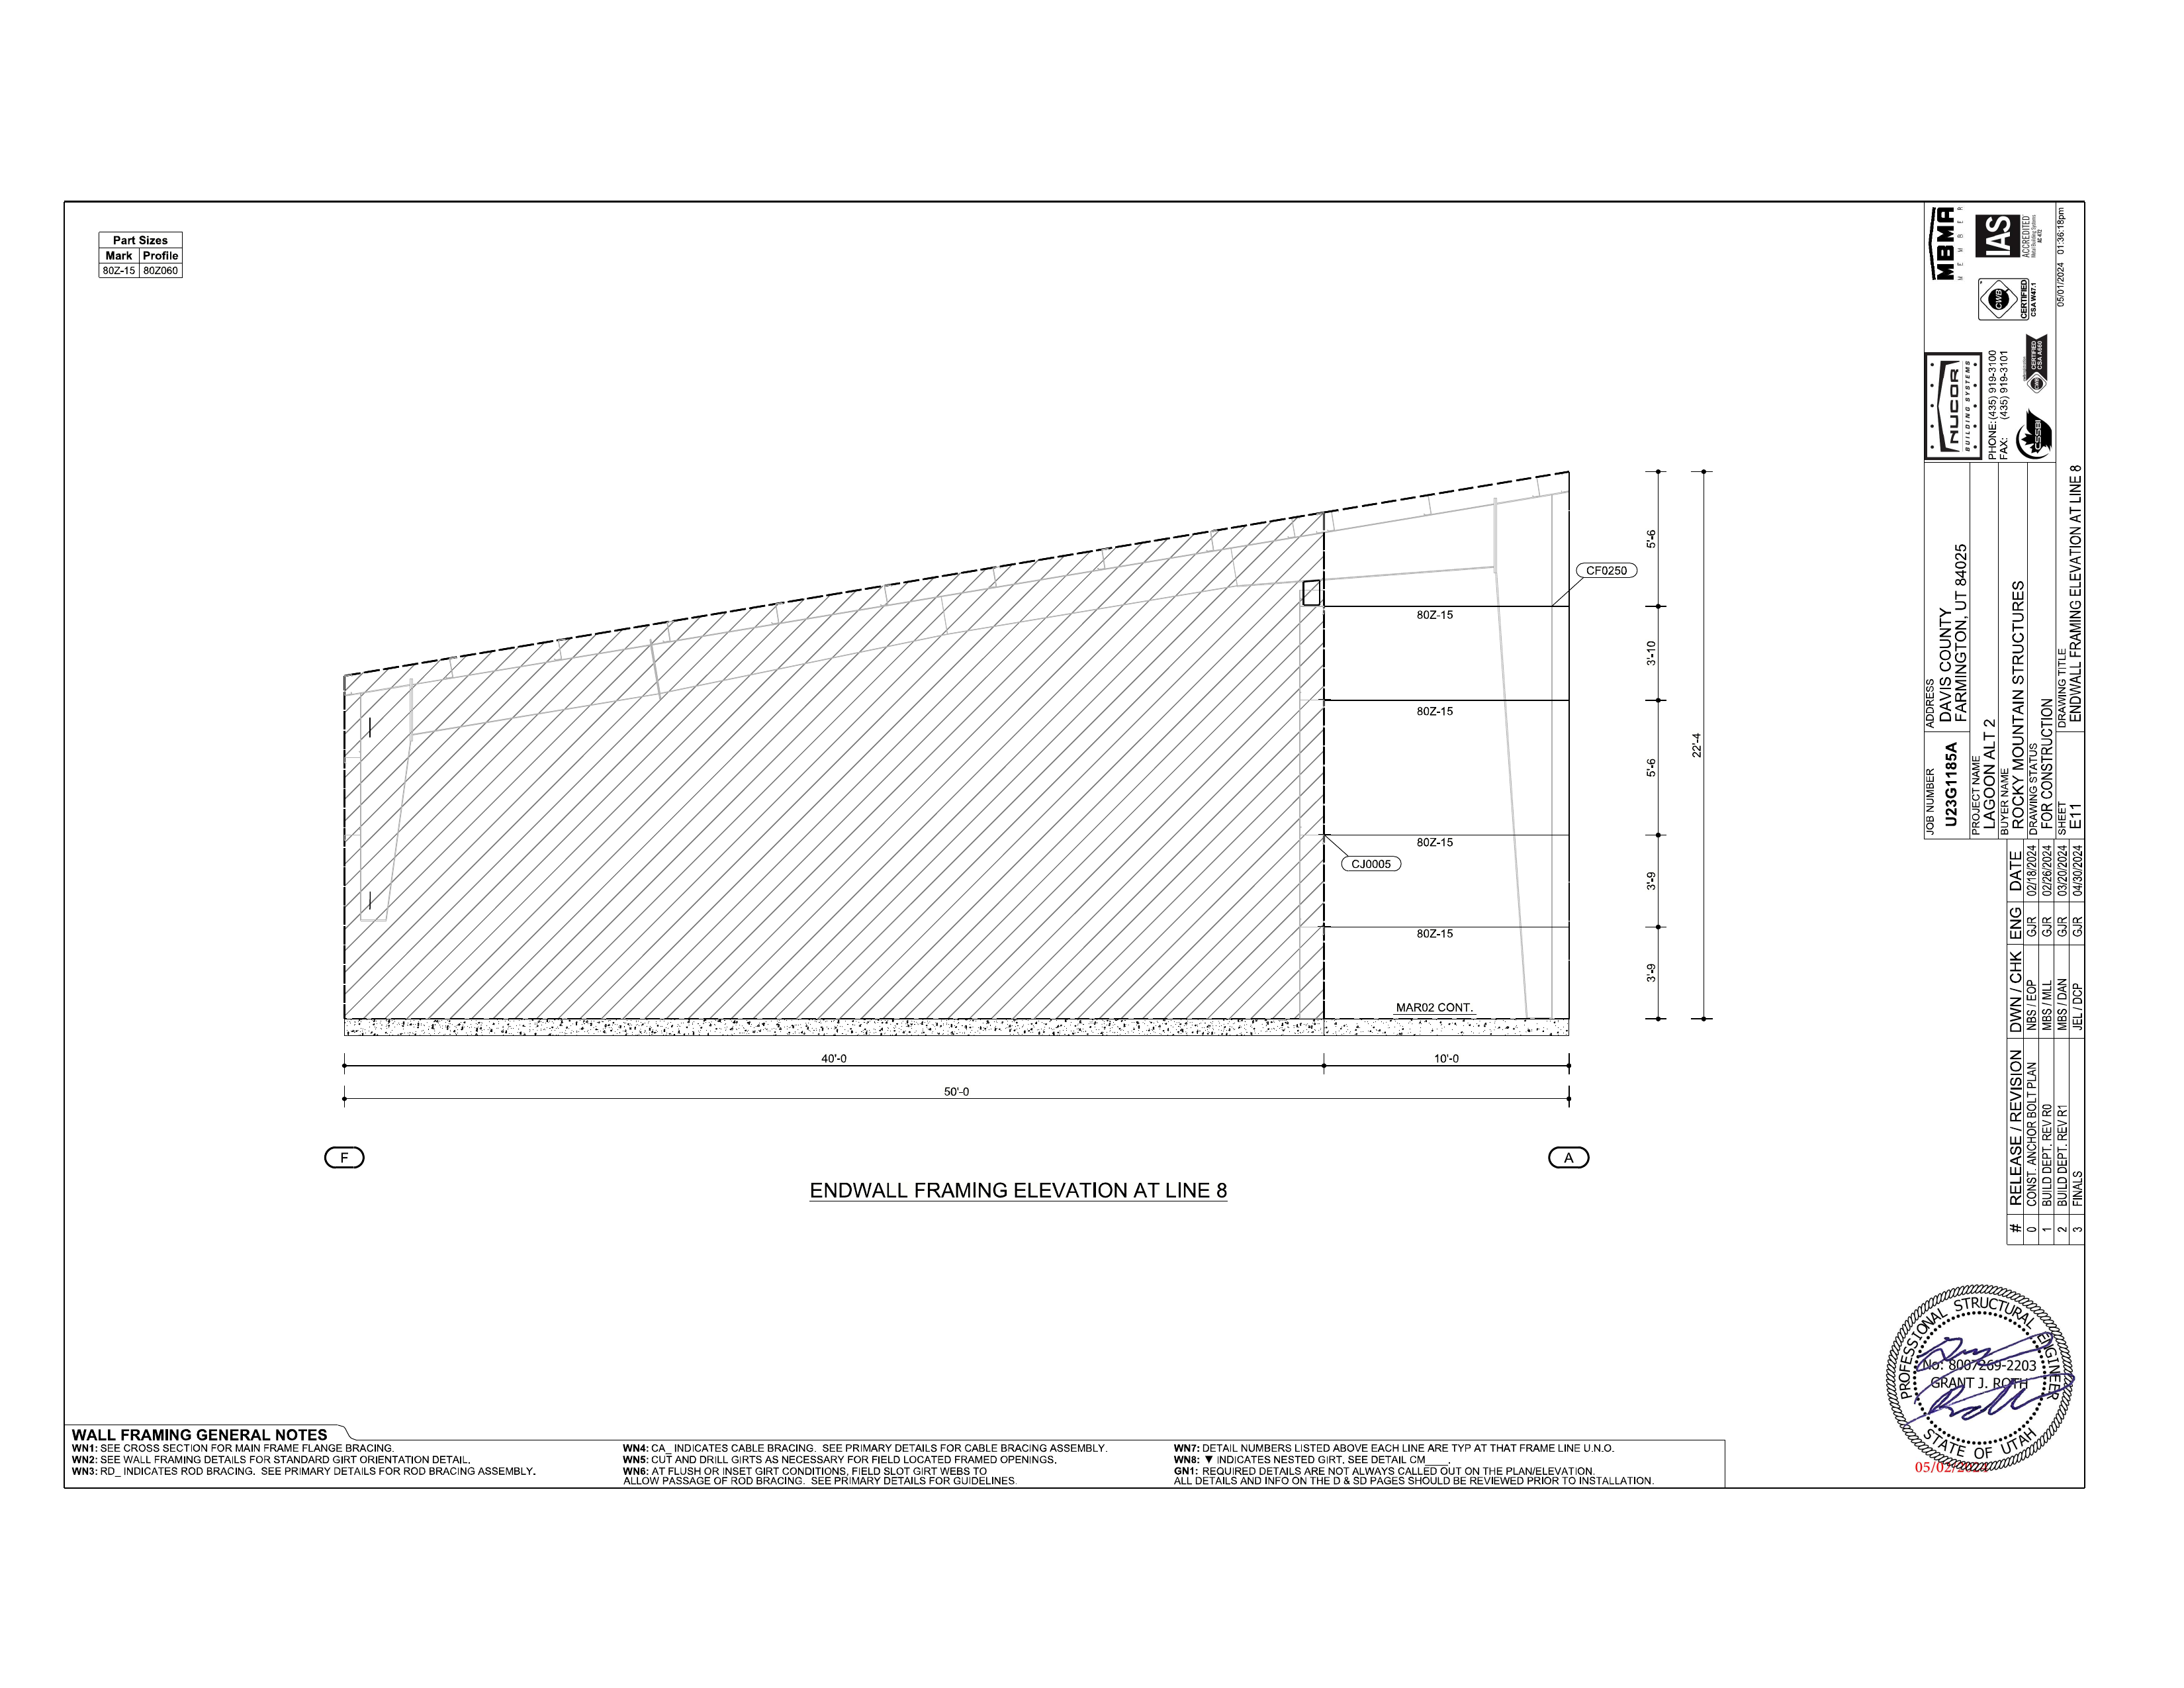 Part Sizes
Mark Profile
80Z-15 80Z060
5'-6
CF0250
80Z-15
3'-10
80Z-15
5'-6
22'-4
80Z-15
CJ0005
3'-9
80Z-15
3'-9
MAR02 CONT.
40'-0
10'-0
50'-0
F
A
ENDWALL FRAMING ELEVATION AT LINE 8
WALL FRAMING GENERAL NOTES
WN1: SEE CROSS SECTION FOR MAIN FRAME FLANGE BRACING.
WN2: SEE WALL FRAMING DETAILS FOR STANDARD GIRT ORIENTATION DETAIL.
WN3: RD_ INDICATES ROD BRACING. SEE PRIMARY DETAILS FOR ROD BRACING ASSEMBLY.
WN4: CA_ INDICATES CABLE BRACING. SEE PRIMARY DETAILS FOR CABLE BRACING ASSEMBLY.
WN5: CUT AND DRILL GIRTS AS NECESSARY FOR FIELD LOCATED FRAMED OPENINGS.
WN6: AT FLUSH OR INSET GIRT CONDITIONS, FIELD SLOT GIRT WEBS TO
ALLOW PASSAGE OF ROD BRACING. SEE PRIMARY DETAILS FOR GUIDELINES.
WN7: DETAIL NUMBERS LISTED ABOVE EACH LINE ARE TYP AT THAT FRAME LINE U.N.O.
WN8: ▼ INDICATES NESTED GIRT, SEE DETAIL CM____.
GN1: REQUIRED DETAILS ARE NOT ALWAYS CALLED OUT ON THE PLAN/ELEVATION.
ALL DETAILS AND INFO ON THE D & SD PAGES SHOULD BE REVIEWED PRIOR TO INSTALLATION.
MBMA
MEMBER
IAS
ACCREDITED
Metal Building Systems
AC 472
CWB
CERTIFIED
CSA W47.1
CERTIFIED
CSA A660
CSSBI
NUCOR
BUILDING SYSTEMS
PHONE: (435) 919-3100
FAX: (435) 919-3101
05/01/2024 01:36:18pm
JOB NUMBER
U23G1185A
ADDRESS
DAVIS COUNTY
FARMINGTON, UT 84025
PROJECT NAME
LAGOON ALT 2
BUYER NAME
ROCKY MOUNTAIN STRUCTURES
DRAWING STATUS
FOR CONSTRUCTION
SHEET
E11
DRAWING TITLE
ENDWALL FRAMING ELEVATION AT LINE 8
# RELEASE / REVISION DWN / CHK ENG DATE
0 CONST. ANCHOR BOLT PLAN NBS / EOP GJR 02/18/2024
1 BUILD DEPT. REV R0 MBS / MLL GJR 02/26/2024
2 BUILD DEPT. REV R1 MBS / DAN GJR 03/20/2024
3 FINALS JEL / DCP GJR 04/30/2024
PROFESSIONAL STRUCTURAL ENGINEER
No: 8007269-2203
GRANT J. ROTH
STATE OF UTAH
05/02/2024